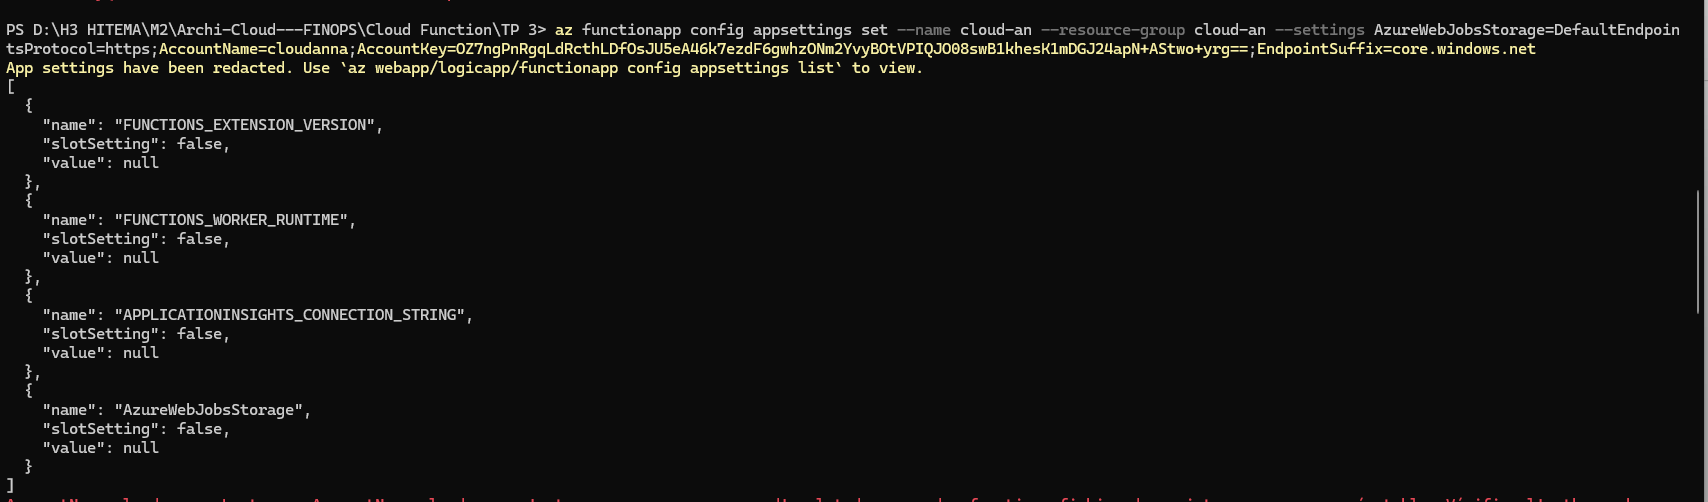 PS D:\H3 HITEMA\M2\Archi-Cloud---FINOPS\Cloud Function\TP 3> az functionapp config appsettings set --name cloud-an --resource-group cloud-an --settings AzureWebJobsStorage=DefaultEndpoin
tsProtocol=https;AccountName=cloudanna;AccountKey=OZ7ngPnRgqLdRcthLDfOsJU5eA46k7ezdF6gwhzONm2YvyBOtVPIQJO08swB1khesK1mDGJ24apN+AStwo+yrg==;EndpointSuffix=core.windows.net
App settings have been redacted. Use `az webapp/logicapp/functionapp config appsettings list` to view.
[
  {
    "name": "FUNCTIONS_EXTENSION_VERSION",
    "slotSetting": false,
    "value": null
  },
  {
    "name": "FUNCTIONS_WORKER_RUNTIME",
    "slotSetting": false,
    "value": null
  },
  {
    "name": "APPLICATIONINSIGHTS_CONNECTION_STRING",
    "slotSetting": false,
    "value": null
  },
  {
    "name": "AzureWebJobsStorage",
    "slotSetting": false,
    "value": null
  }
]